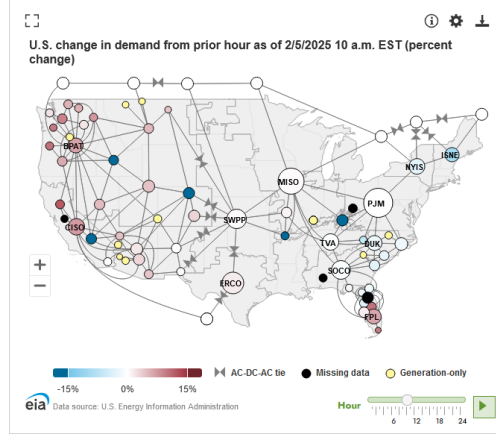 U.S. change in demand from prior hour as of 2/5/2025 10 a.m. EST (percent
change)
BPAT
ISNE
NYIS
MISO
PJM
SWPP
CISO
TVA
DUK
SOCO
ERCO
FPL
+
−
-15% 0% 15% AC-DC-AC tie Missing data Generation-only
eia Data source: U.S. Energy Information Administration
Hour
6 12 18 24